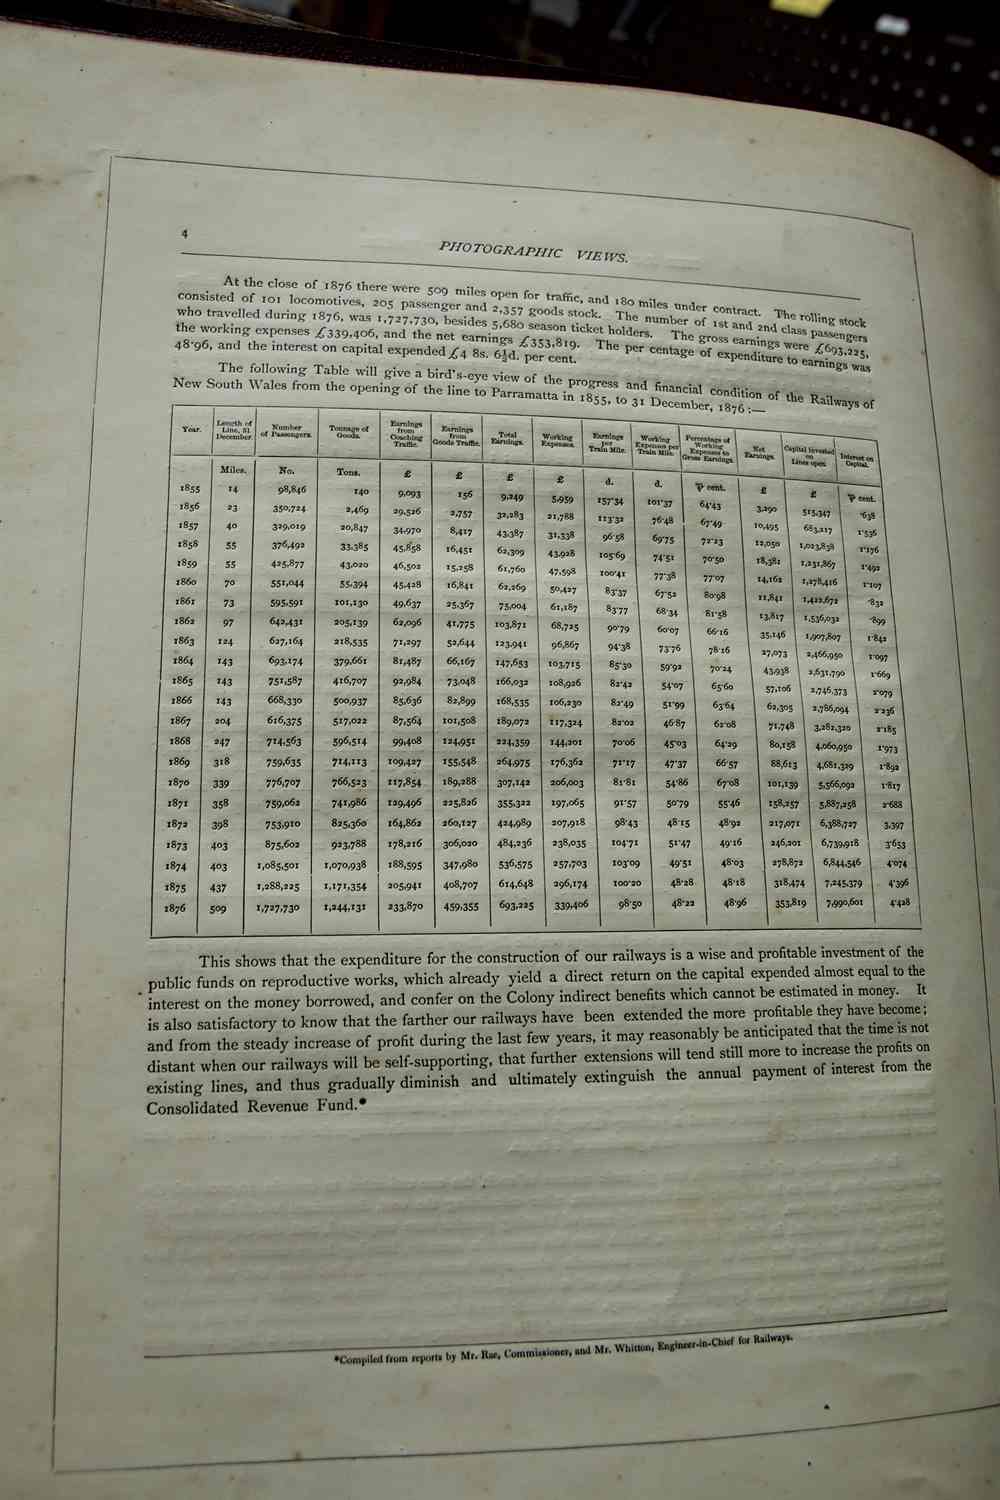 4
PHOTOGRAPHIC VIEWS.
At the close of 1876 there were 509 miles open for traffic, and 180 miles under contract. The rolling stock
consisted of 101 locomotives, 205 passenger and 2,357 goods stock. The number of 1st and 2nd class passengers
who travelled during 1876, was 1,727,730, besides 5,680 season ticket holders. The gross earnings were £693,225,
the working expenses £339,406, and the net earnings £353,819. The per centage of expenditure to earnings was
48·96, and the interest on capital expended £4 8s. 6½d. per cent.
The following Table will give a bird's-eye view of the progress and financial condition of the Railways of
New South Wales from the opening of the line to Parramatta in 1855, to 31 December, 1876:—
Year. Length of Line, 31 December. Number of Passengers. Tonnage of Goods. Earnings from Coaching Traffic. Earnings from Goods Traffic. Total Earnings. Working Expenses. Earnings per Train Mile. Working Expenses per Train Mile. Percentage of Working Expenses to Gross Earnings. Net Earnings. Capital Invested on Lines open. Interest on Capital.
Miles. No. Tons. £ £ £ £ d. d. ⅌ cent. £ £ ⅌ cent.
1855 14 98,846 140 9,093 156 9,249 5,959 157·34 101·37 64·43 3,290 515,347 ·638
1856 23 350,724 2,469 29,526 2,757 32,283 21,788 113·32 76·48 67·49 10,495 683,217 1·536
1857 40 329,019 20,847 34,970 8,417 43,387 31,338 96·58 69·75 72·23 12,050 1,023,838 1·176
1858 55 376,492 33,385 45,858 16,451 62,309 43,928 105·69 74·51 70·50 18,381 1,231,867 1·492
1859 55 425,877 43,020 46,502 15,258 61,760 47,598 100·41 77·38 77·07 14,162 1,278,416 1·107
1860 70 551,044 55,394 45,428 16,841 62,269 50,427 83·37 67·52 80·98 11,841 1,422,672 ·832
1861 73 595,591 101,130 49,637 25,367 75,004 61,187 83·77 68·34 81·58 13,817 1,536,032 ·899
1862 97 642,431 205,139 62,096 41,775 103,871 68,725 90·79 60·07 66·16 35,146 1,907,807 1·842
1863 124 627,164 218,535 71,297 52,644 123,941 96,867 94·38 73·76 78·16 27,073 2,466,950 1·097
1864 143 693,174 379,661 81,487 66,167 147,653 103,715 85·30 59·92 70·24 43,938 2,631,790 1·669
1865 143 751,587 416,707 92,984 73,048 166,032 108,926 82·42 54·07 65·60 57,106 2,746,373 2·079
1866 143 668,330 500,937 85,636 82,899 168,535 106,230 82·49 51·99 63·64 62,305 2,786,094 2·236
1867 204 616,375 517,022 87,564 101,508 189,072 117,324 82·02 46·87 62·08 71,748 3,282,320 2·185
1868 247 714,563 596,514 99,408 124,951 224,359 144,201 70·06 45·03 64·29 80,158 4,060,950 1·973
1869 318 759,635 714,113 109,427 155,548 264,975 176,362 71·17 47·37 66·57 88,613 4,681,329 1·892
1870 339 776,707 766,523 117,854 189,288 307,142 206,003 81·81 54·86 67·08 101,139 5,566,092 1·817
1871 358 759,062 741,986 129,496 225,826 355,322 197,065 91·57 50·79 55·46 158,257 5,887,258 2·688
1872 398 753,910 825,360 164,862 260,127 424,989 207,918 98·43 48·15 48·92 217,071 6,388,727 3,397
1873 403 875,602 923,788 178,216 306,020 484,236 238,035 104·71 51·47 49·16 246,201 6,739,918 3·653
1874 403 1,085,501 1,070,938 188,595 347,980 536,575 257,703 103·09 49·51 48·03 278,872 6,844,546 4·074
1875 437 1,288,225 1,171,354 205,941 408,707 614,648 296,174 100·20 48·28 48·18 318,474 7,245,379 4·396
1876 509 1,727,730 1,244,131 233,870 459,355 693,225 339,406 98·50 48·22 48·96 353,819 7,990,601 4·428
This shows that the expenditure for the construction of our railways is a wise and profitable investment of the
public funds on reproductive works, which already yield a direct return on the capital expended almost equal to the
interest on the money borrowed, and confer on the Colony indirect benefits which cannot be estimated in money. It
is also satisfactory to know that the farther our railways have been extended the more profitable they have become;
and from the steady increase of profit during the last few years, it may reasonably be anticipated that the time is not
distant when our railways will be self-supporting, that further extensions will tend still more to increase the profits on
existing lines, and thus gradually diminish and ultimately extinguish the annual payment of interest from the
Consolidated Revenue Fund.*
*Compiled from reports by Mr. Rae, Commissioner, and Mr. Whitton, Engineer-in-Chief for Railways.